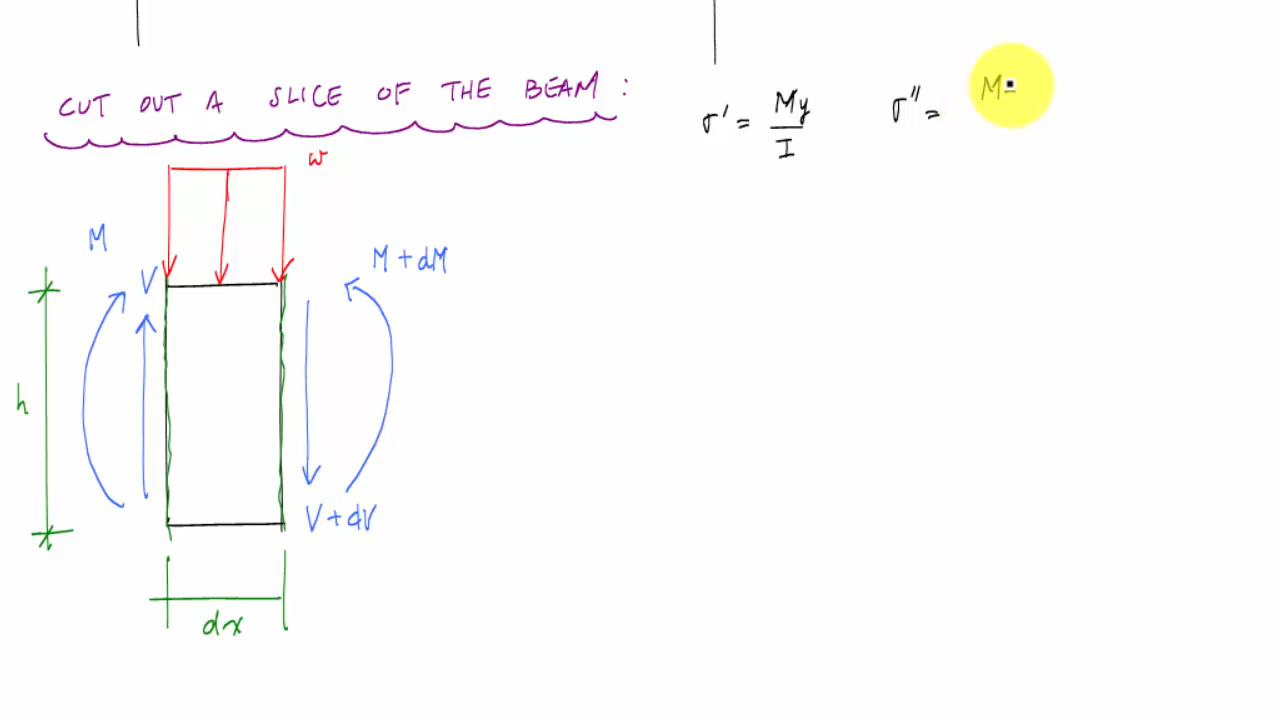 CUT OUT A SLICE OF THE BEAM :
σ' = My / I
σ'' = M
w
M
V
M + dM
h
V + dV
dx